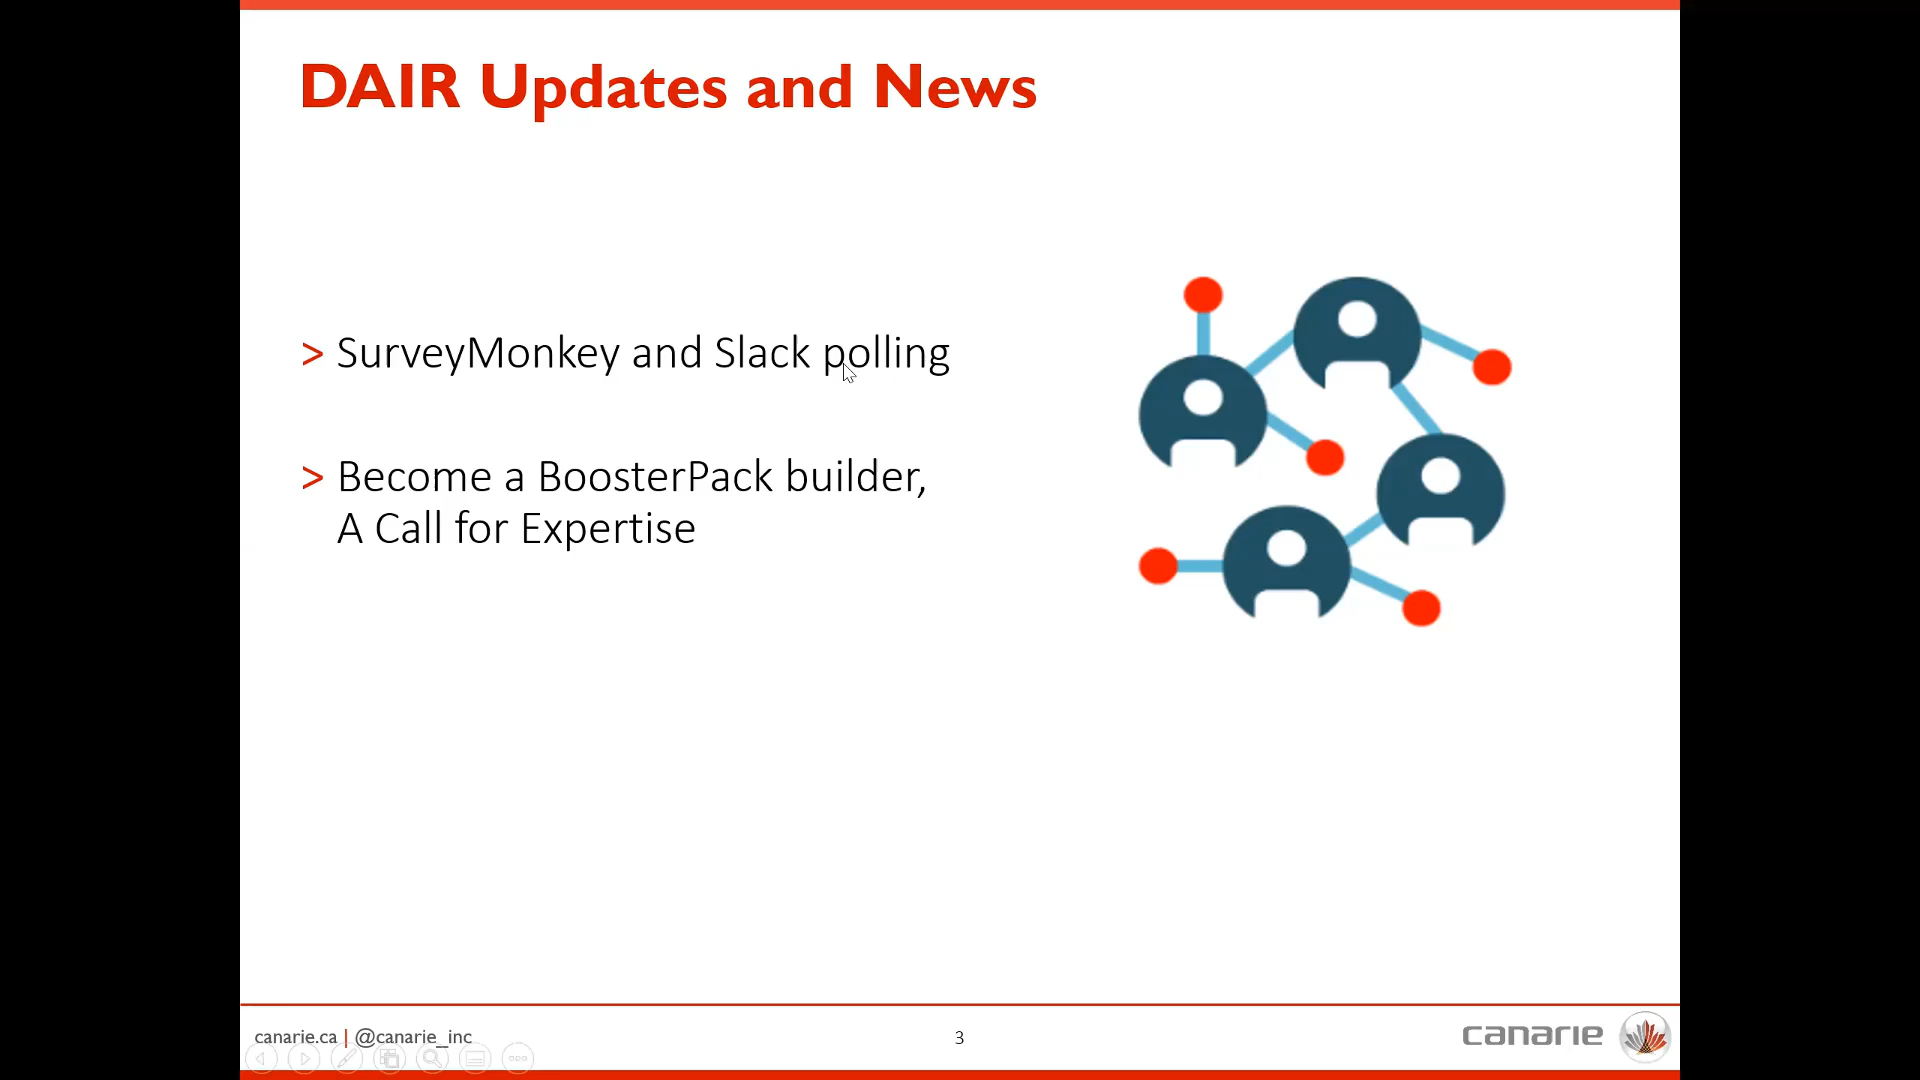 DAIR Updates and News
> SurveyMonkey and Slack polling
> Become a BoosterPack builder,
A Call for Expertise
canarie.ca | @canarie_inc
3
canarie